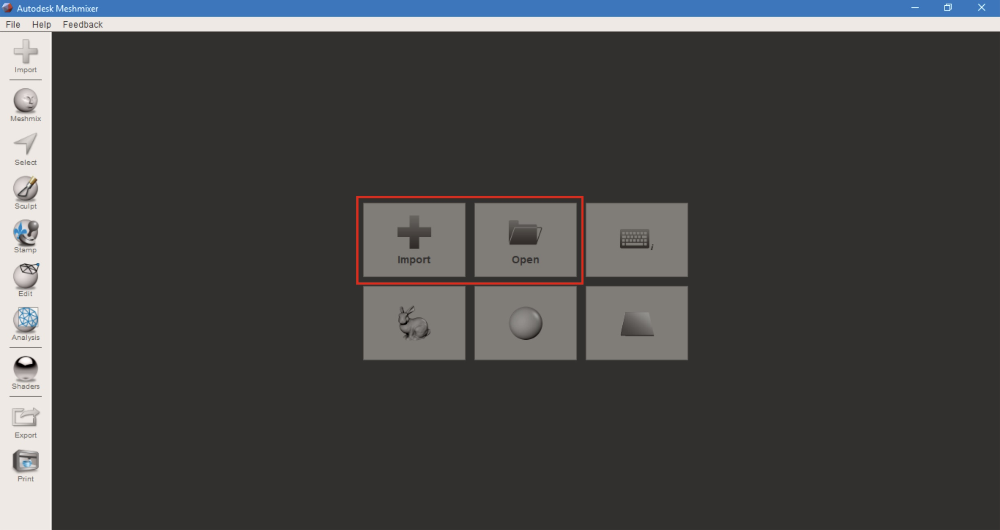 Autodesk Meshmixer
File Help Feedback
Import
Meshmix
Select
Sculpt
Stamp
Edit
Analysis
Shaders
Export
Print
Import
Open
i